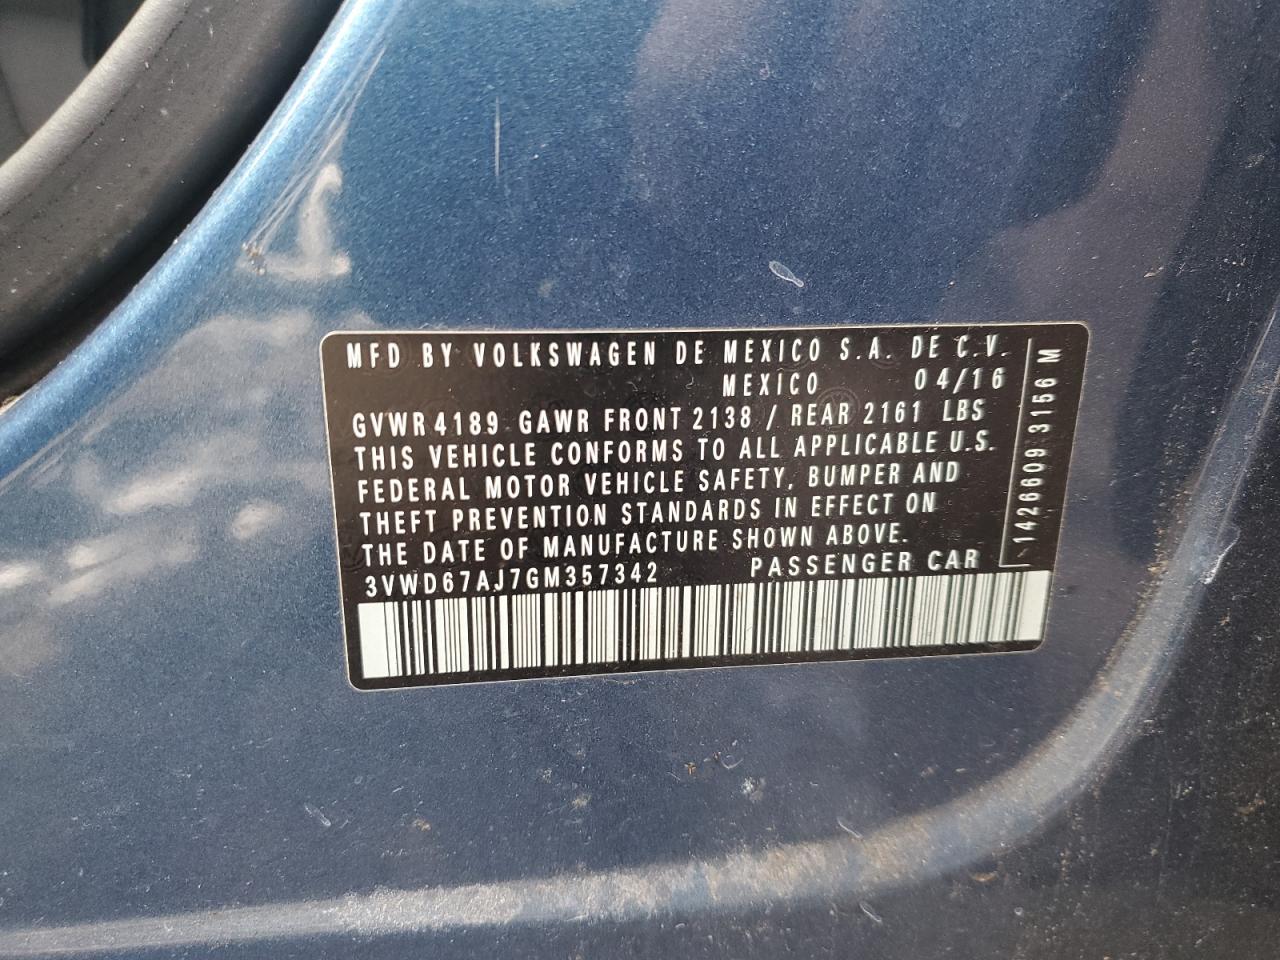 MFD BY VOLKSWAGEN DE MEXICO S.A. DE C.V.
MEXICO 04/16
GVWR 4189 GAWR FRONT 2138 / REAR 2161 LBS
THIS VEHICLE CONFORMS TO ALL APPLICABLE U.S.
FEDERAL MOTOR VEHICLE SAFETY, BUMPER AND
THEFT PREVENTION STANDARDS IN EFFECT ON
THE DATE OF MANUFACTURE SHOWN ABOVE.
3VWD67AJ7GM357342 PASSENGER CAR
1426609 3156 M